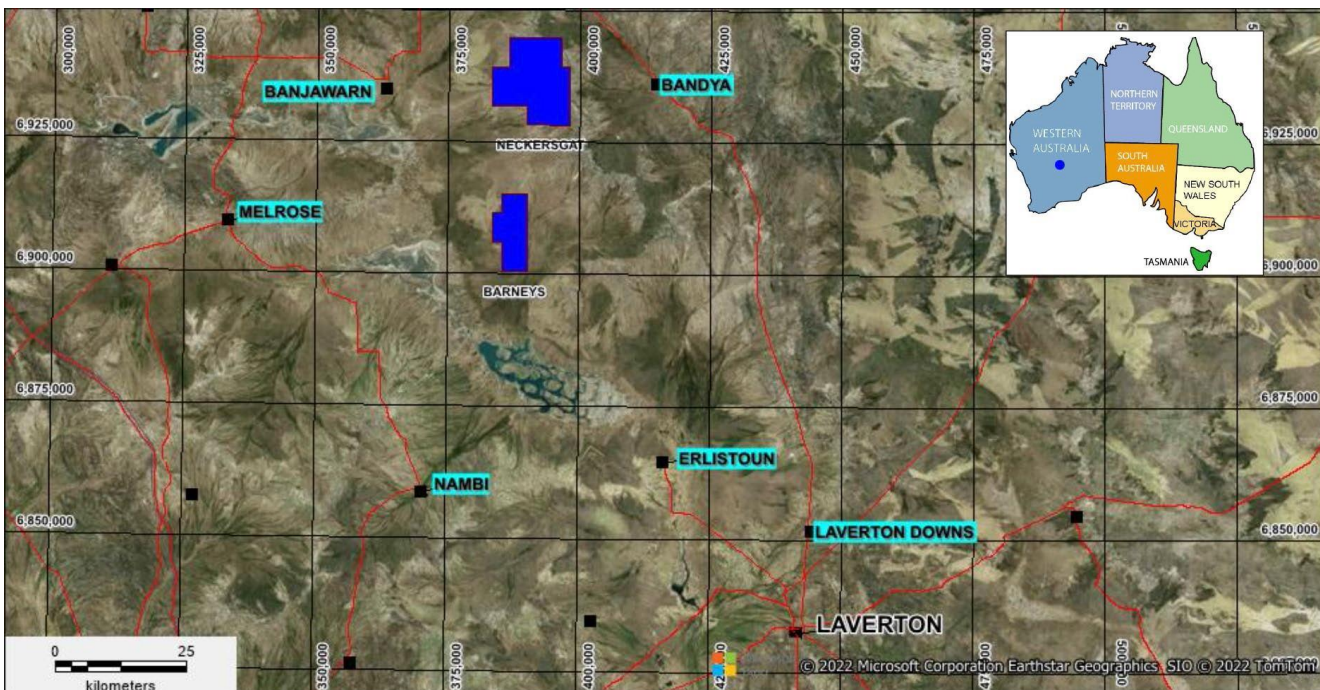 300,000
325,000
350,000
375,000
400,000
450,000
475,000
BANJAWARN
BANDYA
NECKERSGAT
6,925,000
6,925,000
MELROSE
BARNEYS
6,900,000
6,900,000
6,875,000
6,875,000
ERLISTOUN
NAMBI
6,850,000
6,850,000
LAVERTON DOWNS
LAVERTON
350,000
375,000
400,000
NORTHERN
TERRITORY
QUEENSLAND
WESTERN
AUSTRALIA
SOUTH
AUSTRALIA
NEW SOUTH
WALES
VICTORIA
TASMANIA
0 25
kilometers
© 2022 Microsoft Corporation Earthstar Geographics SIO © 2022 TomTom